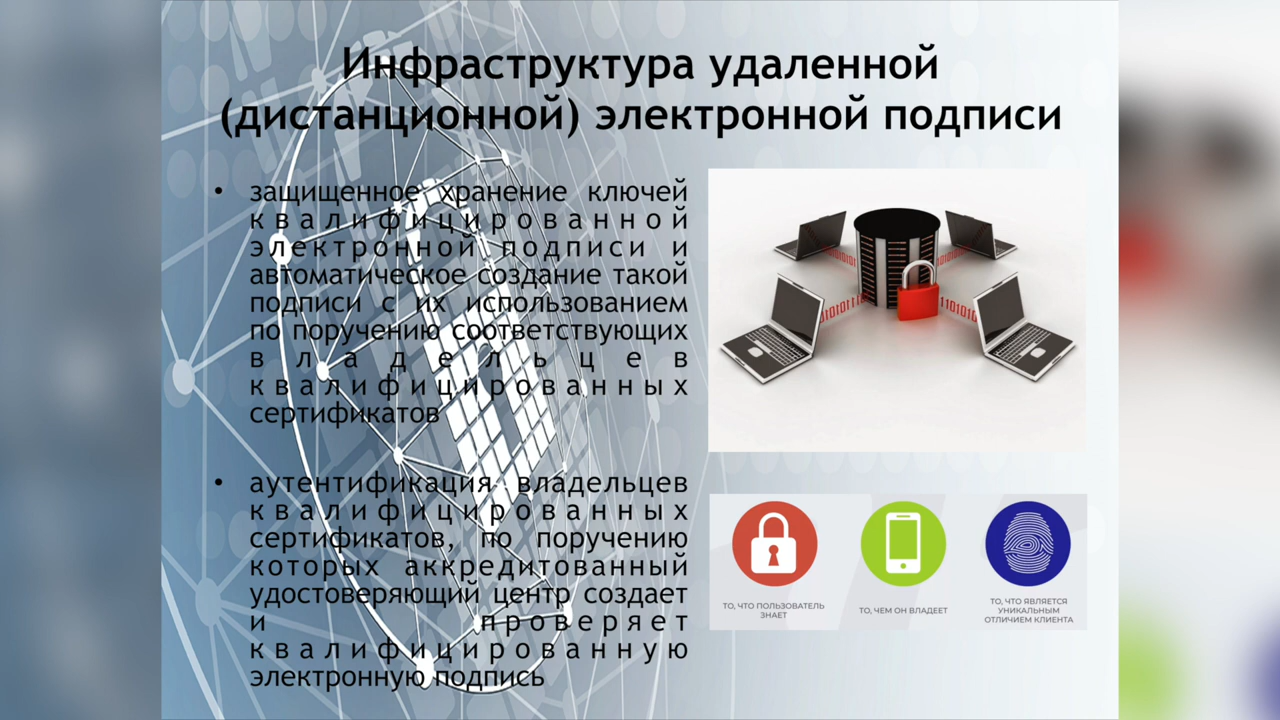 Инфраструктура удаленной
(дистанционной) электронной подписи
• защищенное хранение ключей
квалифицированной
электронной подписи и
автоматическое создание такой
подписи с их использованием
по поручению соответствующих
владельцев
квалифицированных
сертификатов
• аутентификация владельцев
квалифицированных
сертификатов, по поручению
которых аккредитованный
удостоверяющий центр создает
и проверяет
квалифицированную
электронную подпись
ТО, ЧТО ПОЛЬЗОВАТЕЛЬ
ЗНАЕТ
ТО, ЧЕМ ОН ВЛАДЕЕТ
ТО, ЧТО ЯВЛЯЕТСЯ
УНИКАЛЬНЫМ
ОТЛИЧИЕМ КЛИЕНТА